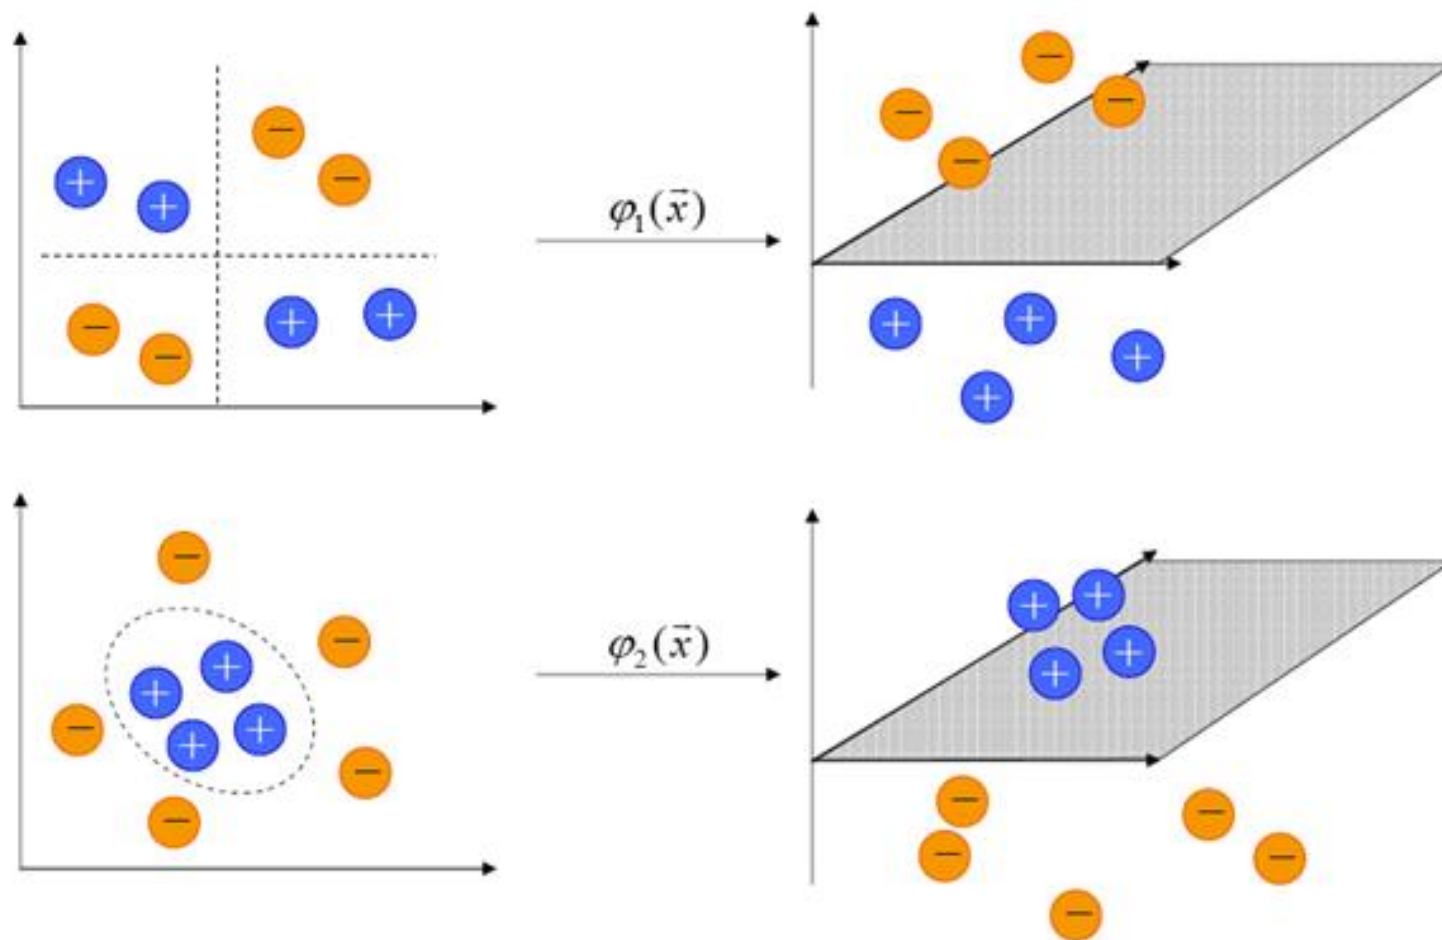 − − − −
+ + − −
φ₁(x⃗)
− −
− + + + + +
− + +
+
− − + +
+ + φ₂(x⃗) + +
+ +
− + −
− −
− − −
−